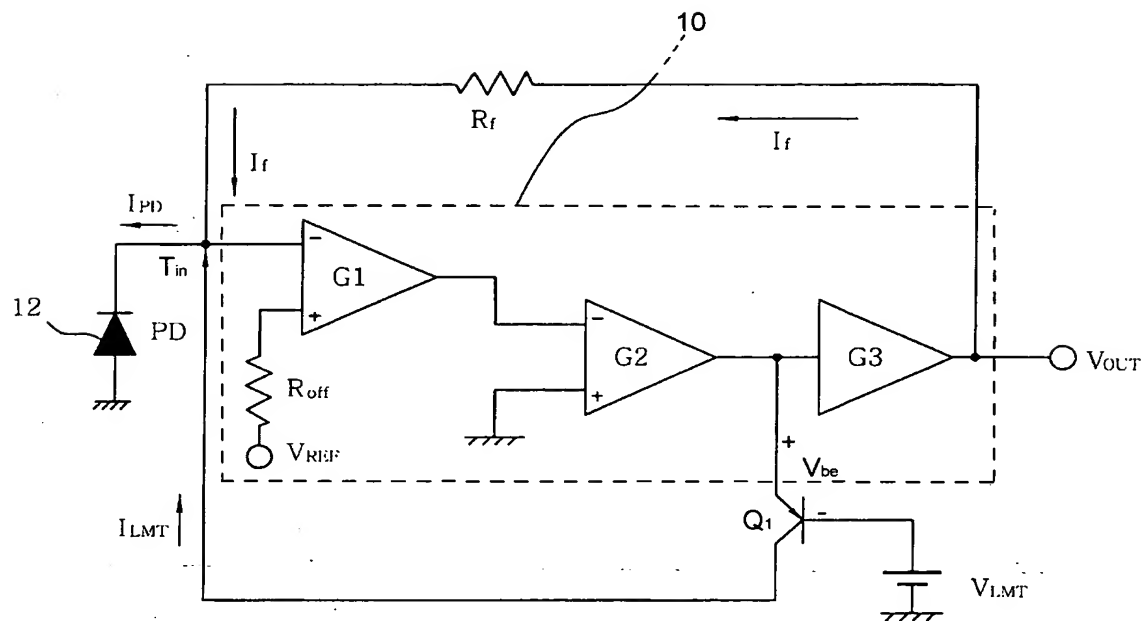 10
Rf
If
If
IPD
Tin
−
G1
12
PD
+
−
G2
G3
VOUT
Roff
+
VREF
+
Vbe
ILMT
Q1
-
VLMT